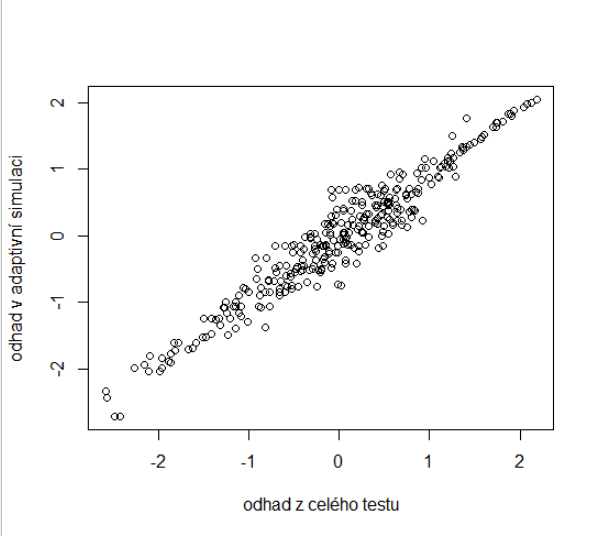 2
1
0
-1
-2
odhad v adaptivní simulaci
-2 -1 0 1 2
odhad z celého testu